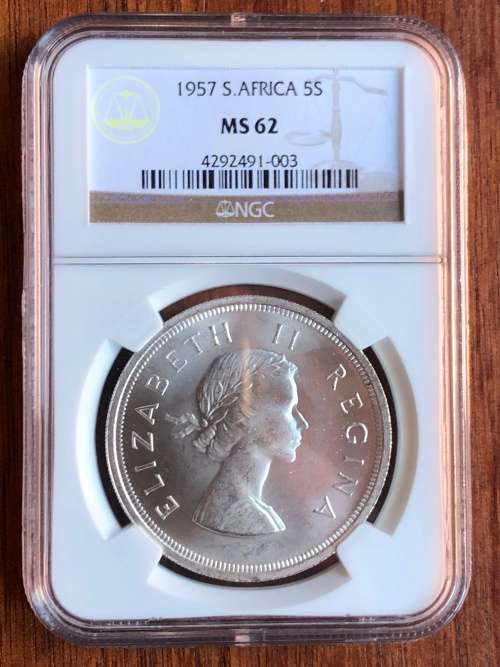 1957 S.AFRICA 5S
MS 62
4292491-003
NGC
ELIZABETH II REGINA